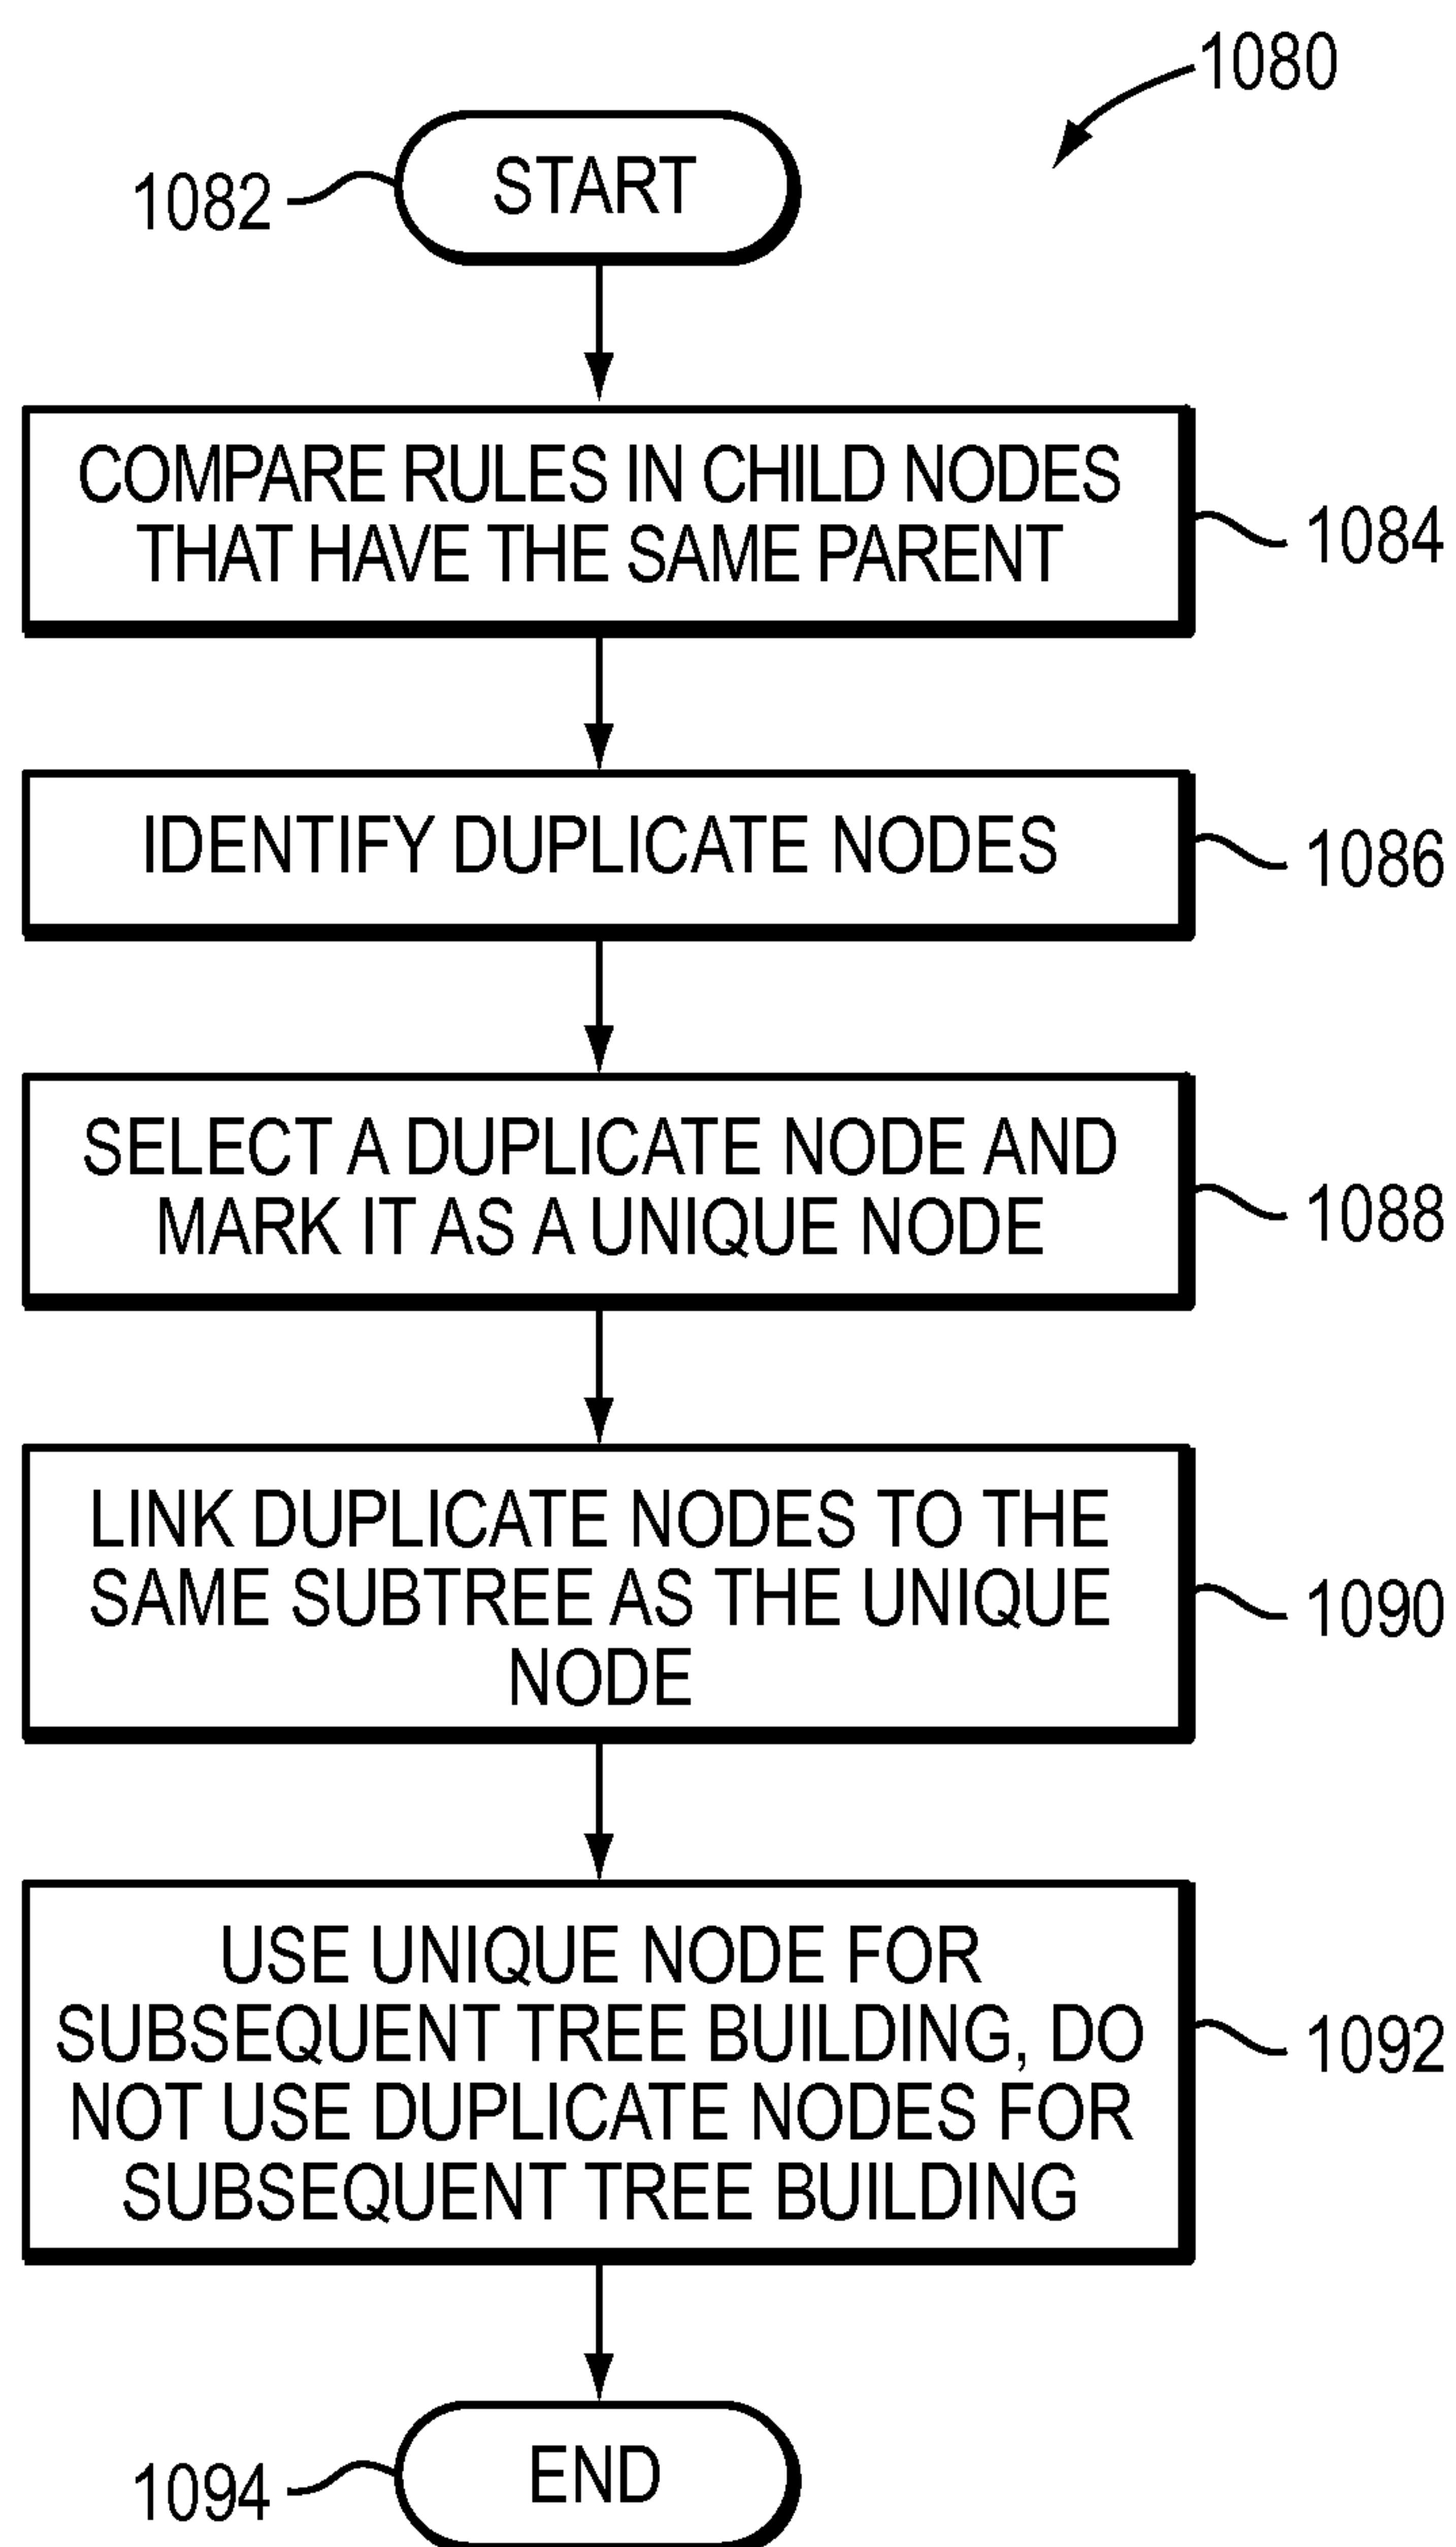 1080
1082
START
COMPARE RULES IN CHILD NODES
THAT HAVE THE SAME PARENT
1084
IDENTIFY DUPLICATE NODES
1086
SELECT A DUPLICATE NODE AND
MARK IT AS A UNIQUE NODE
1088
LINK DUPLICATE NODES TO THE
SAME SUBTREE AS THE UNIQUE
NODE
1090
USE UNIQUE NODE FOR
SUBSEQUENT TREE BUILDING, DO
NOT USE DUPLICATE NODES FOR
SUBSEQUENT TREE BUILDING
1092
END
1094